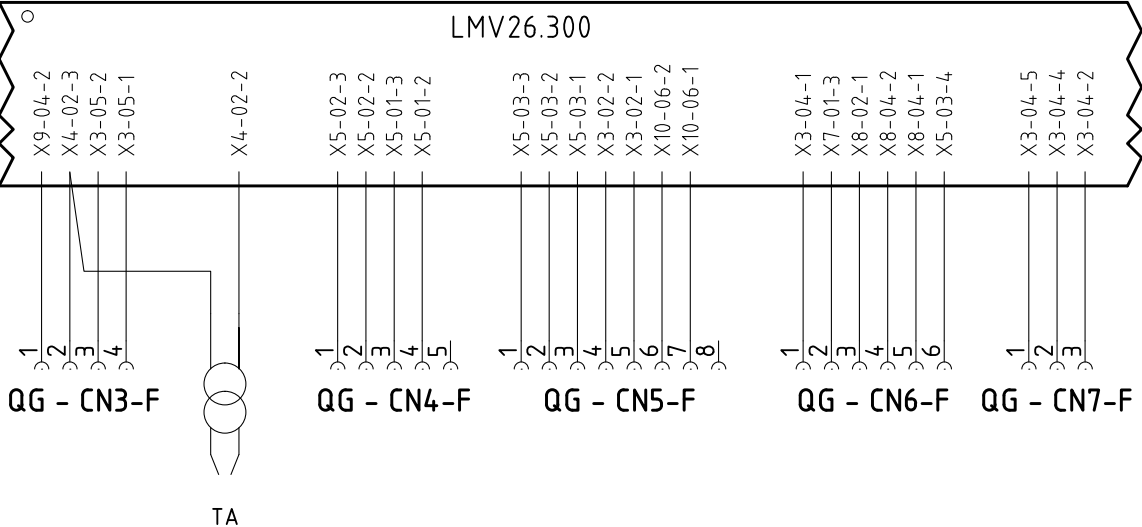 LMV26.300
X9-04-2 X4-02-3 X3-05-2 X3-05-1 X4-02-2 X5-02-3 X5-02-2 X5-01-3 X5-01-2 X5-03-3 X5-03-2 X5-03-1 X3-02-2 X3-02-1 X10-06-2 X10-06-1 X3-04-1 X7-01-3 X8-02-1 X8-04-2 X8-04-1 X5-03-4 X3-04-5 X3-04-4 X3-04-2
1 2 3 4 1 2 3 4 5 1 2 3 4 5 6 7 8 1 2 3 4 5 6 1 2 3
QG - CN3-F QG - CN4-F QG - CN5-F QG - CN6-F QG - CN7-F
TA